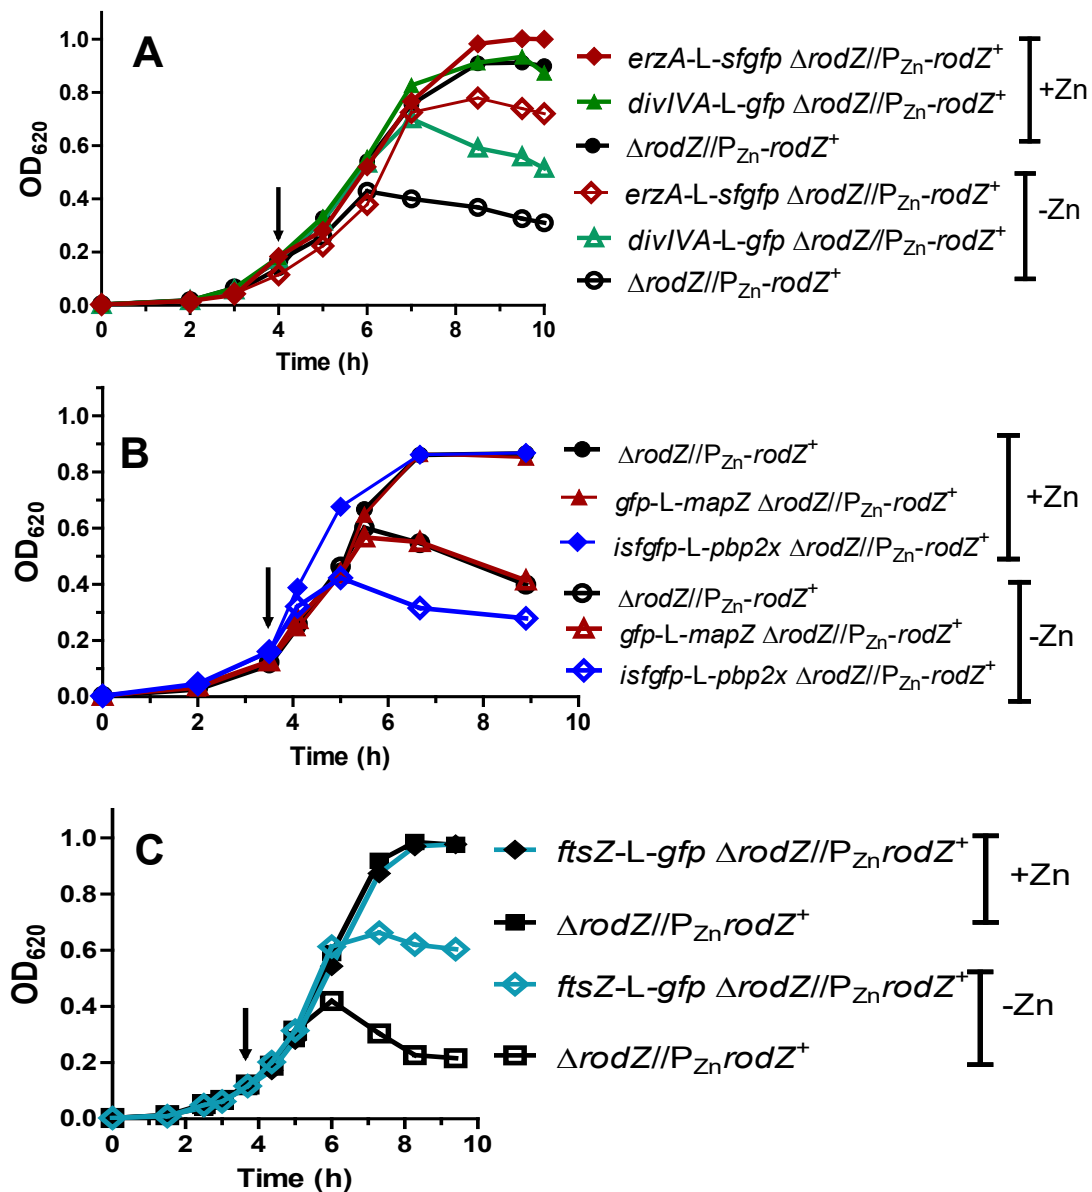 A
OD620
1.0
0.8
0.6
0.4
0.2
0.0
0 2 4 6 8 10
Time (h)
erzA-L-sfgfp ΔrodZ//PZn-rodZ+
divIVA-L-gfp ΔrodZ//PZn-rodZ+
ΔrodZ//PZn-rodZ+
+Zn
erzA-L-sfgfp ΔrodZ//PZn-rodZ+
divIVA-L-gfp ΔrodZ//PZn-rodZ+
ΔrodZ//PZn-rodZ+
-Zn
B
OD620
1.0
0.8
0.6
0.4
0.2
0.0
0 2 4 6 8 10
Time (h)
ΔrodZ//PZn-rodZ+
gfp-L-mapZ ΔrodZ//PZn-rodZ+
isfgfp-L-pbp2x ΔrodZ//PZn-rodZ+
+Zn
ΔrodZ//PZn-rodZ+
gfp-L-mapZ ΔrodZ//PZn-rodZ+
isfgfp-L-pbp2x ΔrodZ//PZn-rodZ+
-Zn
C
OD620
1.0
0.8
0.6
0.4
0.2
0.0
0 2 4 6 8 10
Time (h)
ftsZ-L-gfp ΔrodZ//PZnrodZ+
ΔrodZ//PZnrodZ+
+Zn
ftsZ-L-gfp ΔrodZ//PZnrodZ+
ΔrodZ//PZnrodZ+
-Zn